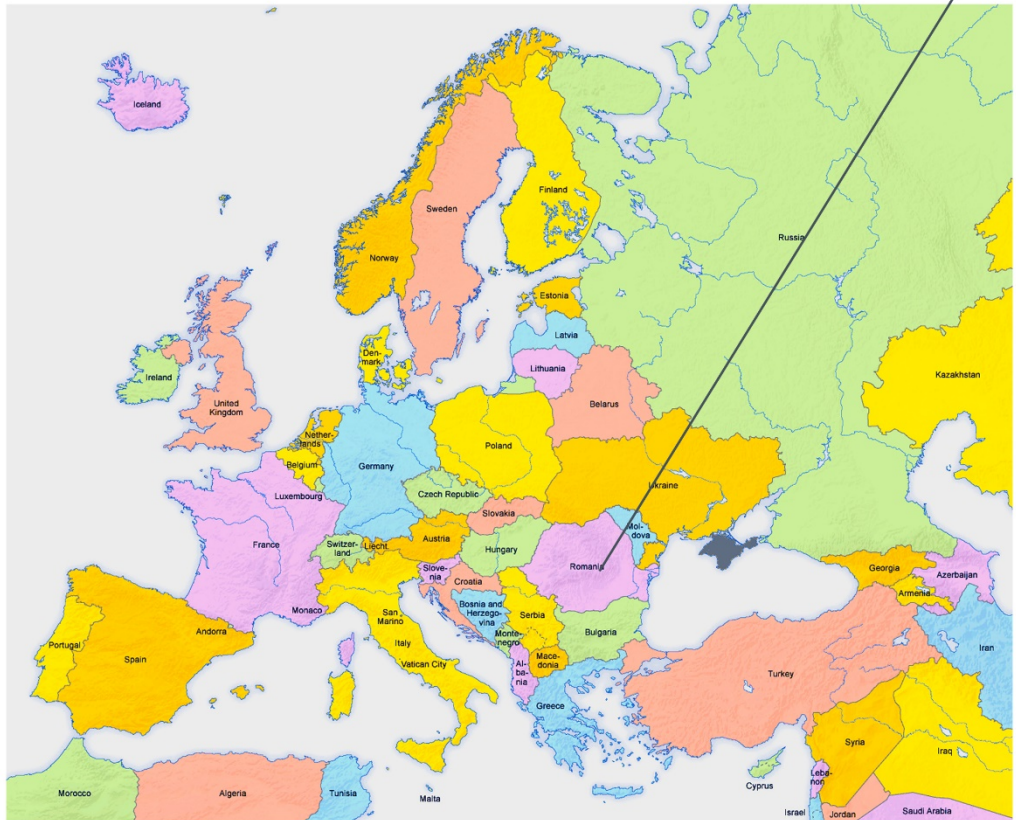 Iceland
Finland
Sweden
Norway
Russia
Estonia
Latvia
Den-
mark
Lithuania
Ireland
Kazakhstan
United
Kingdom
Belarus
Nether-
lands
Poland
Belgium
Germany
Ukraine
Luxembourg
Czech Republic
Slovakia
Mol-
dova
Austria
France
Switzer-
land
Liecht.
Hungary
Romania
Slove-
nia
Georgia
Azerbaijan
Croatia
Armenia
Monaco
San
Marino
Bosnia and
Herzego-
vina
Serbia
Andorra
Bulgaria
Portugal
Italy
Monte-
negro
Iran
Spain
Vatican City
Mace-
donia
Al-
ba-
nia
Turkey
Greece
Syria
Iraq
Leba-
non
Cyprus
Morocco
Algeria
Tunisia
Malta
Israel
Jordan
Saudi Arabia